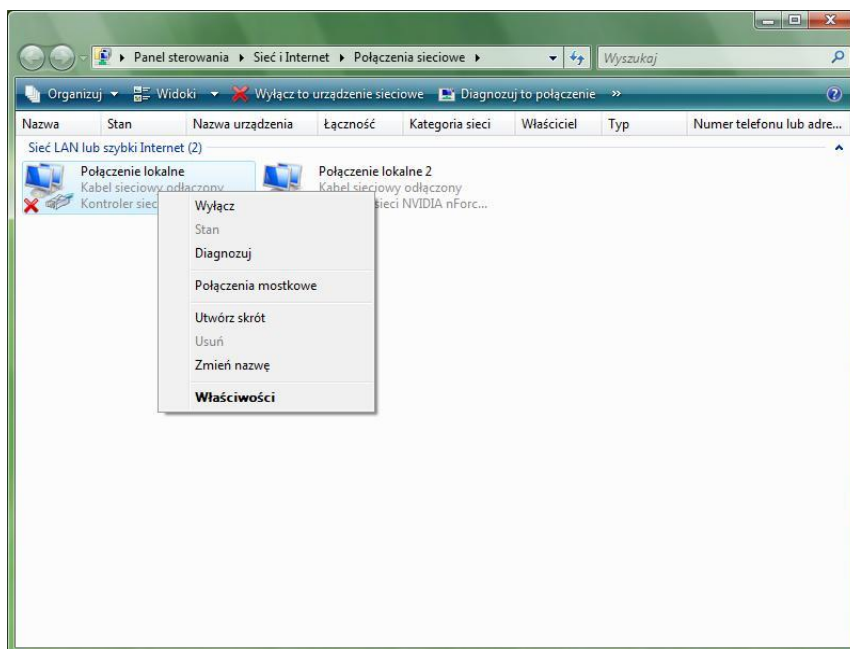 Panel sterowania Sieć i Internet Połączenia sieciowe Wyszukaj
Organizuj Widoki Wyłącz to urządzenie sieciowe Diagnozuj to połączenie »
Nazwa Stan Nazwa urządzenia Łączność Kategoria sieci Właściciel Typ Numer telefonu lub adre...
Sieć LAN lub szybki Internet (2)
Połączenie lokalne
Kabel sieciowy odłączony
Kontroler siec
Połączenie lokalne 2
Kabel sieciowy odłączony
sieci NVIDIA nForc...
Wyłącz
Stan
Diagnozuj
Połączenia mostkowe
Utwórz skrót
Usuń
Zmień nazwę
Właściwości